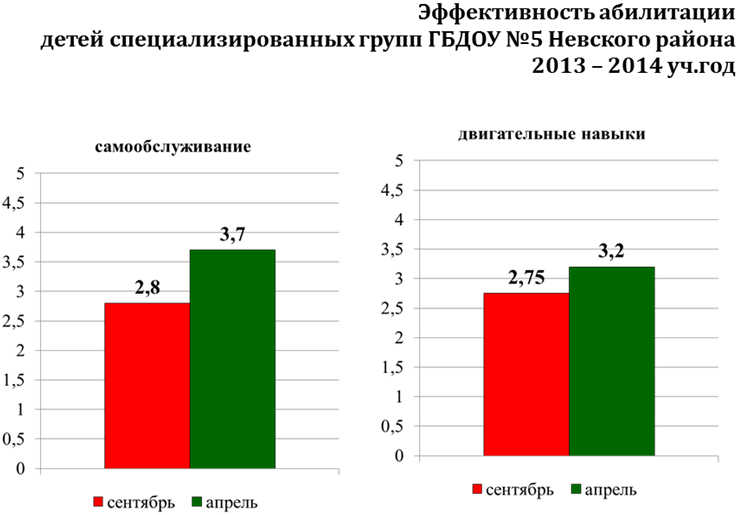 Эффективность абилитации
детей специализированных групп ГБДОУ №5 Невского района
2013 – 2014 уч.год
самообслуживание
5
4,5
4
3,5
3
2,5
2
1,5
1
0,5
0
2,8
3,7
сентябрь
апрель
двигательные навыки
5
4,5
4
3,5
3
2,5
2
1,5
1
0,5
0
2,75
3,2
сентябрь
апрель